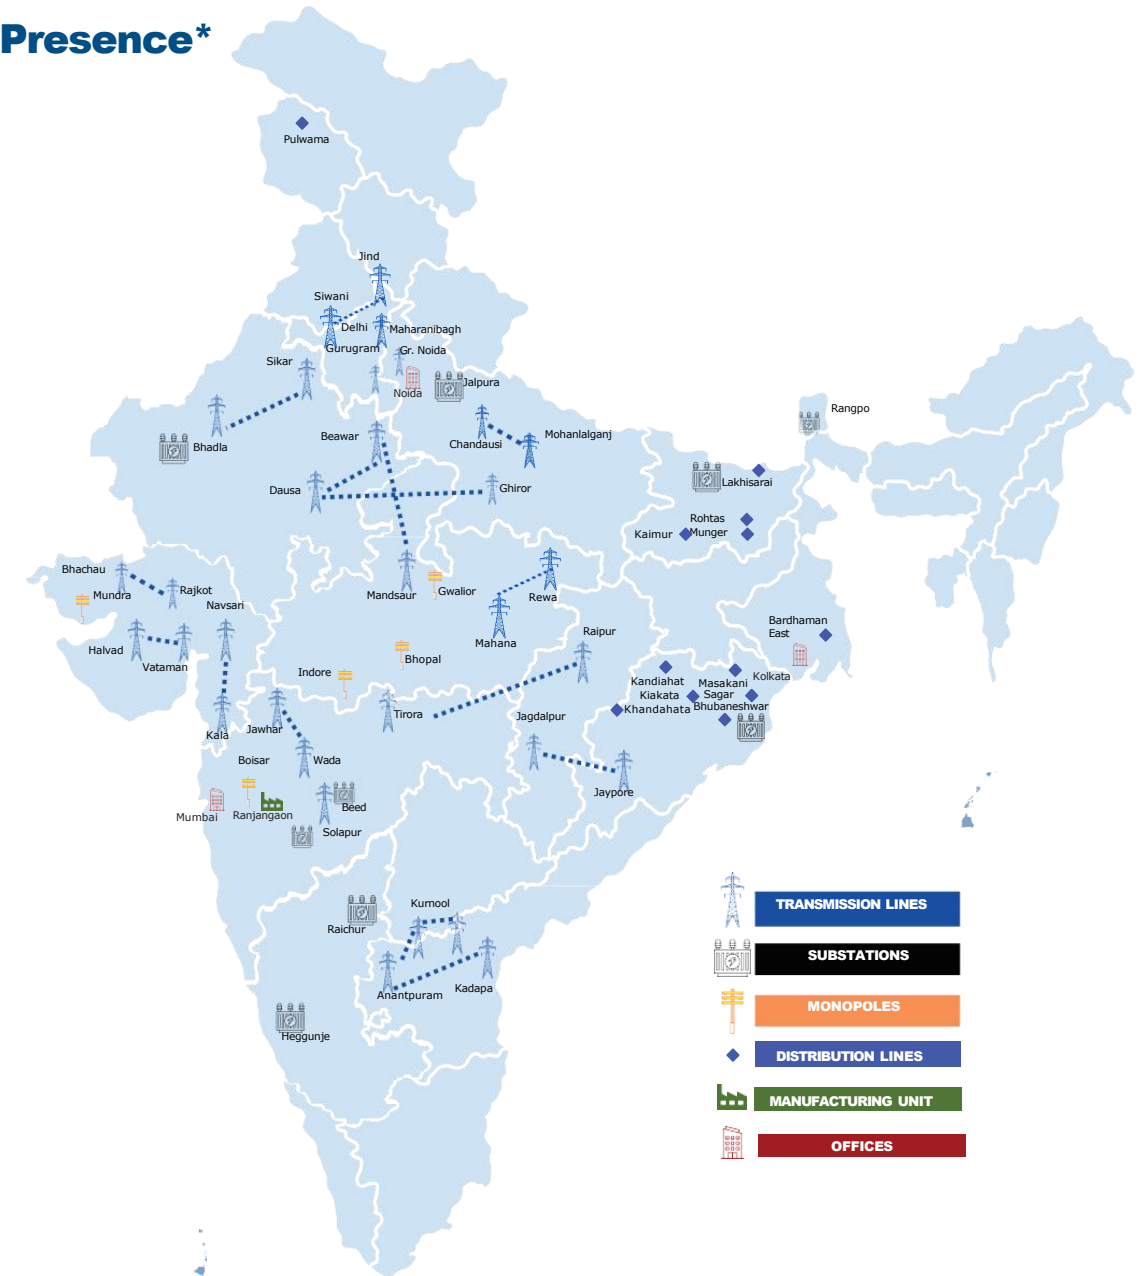 Presence*
Pulwama
Jind
Siwani
Delhi
Maharanibagh
Gurugram
Gr. Noida
Sikar
Noida
Jalpura
Rangpo
Bhadla
Beawar
Chandausi
Mohanlalganj
Dausa
Ghiror
Lakhisarai
Rohtas
Kaimur
Munger
Bhachau
Mundra
Rajkot
Navsari
Mandsaur
Gwalior
Rewa
Halvad
Vataman
Mahana
Raipur
Bardhaman
East
Indore
Bhopal
Kandiahat
Masakani
Kolkata
Kiakata
Sagar
Khandahata
Bhubaneshwar
Kala
Jawhar
Tirora
Jagdalpur
Boisar
Wada
Jaypore
Mumbai
Ranjangaon
Beed
Solapur
Kumool
Raichur
Anantpuram
Kadapa
Heggunje
TRANSMISSION LINES
SUBSTATIONS
MONOPOLES
DISTRIBUTION LINES
MANUFACTURING UNIT
OFFICES